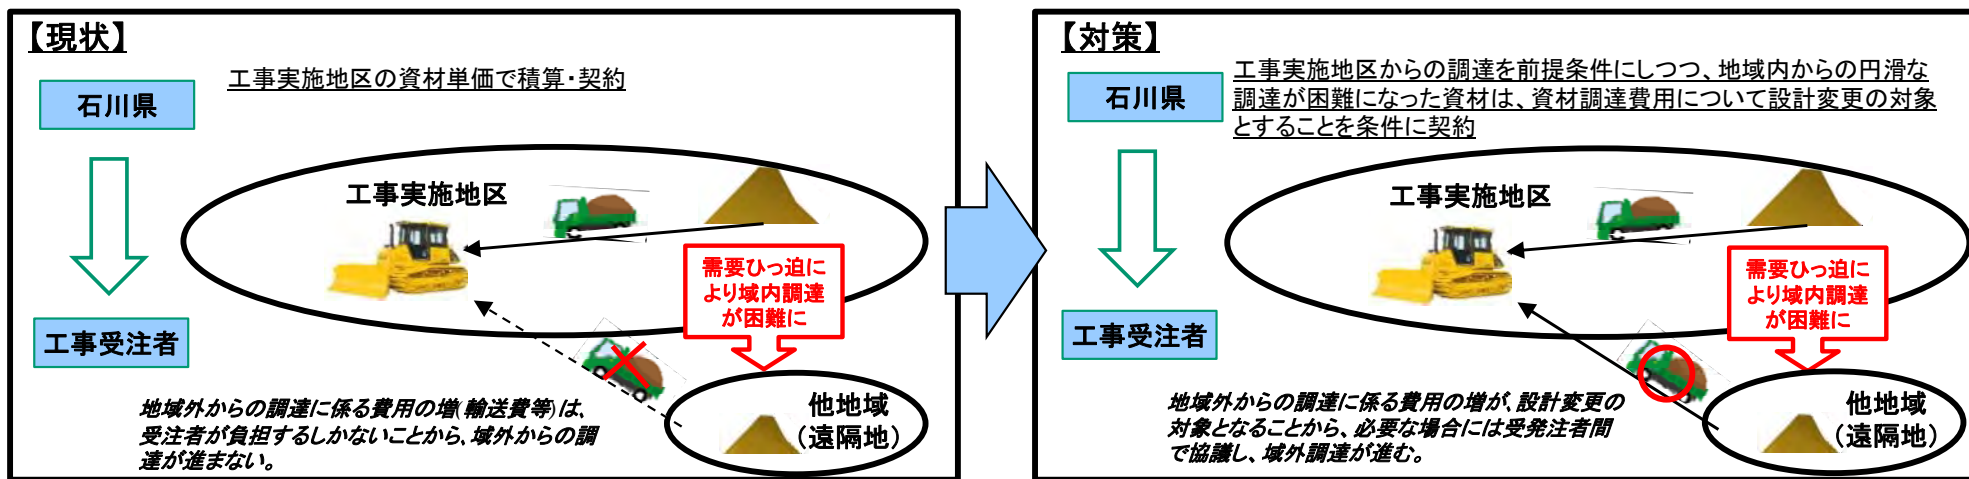 【現状】
工事実施地区の資材単価で積算・契約
石川県
工事実施地区
需要ひっ迫に
より域内調達
が困難に
工事受注者
地域外からの調達に係る費用の増(輸送費等)は、
受注者が負担するしかないことから、域外からの調
達が進まない。
他地域
（遠隔地）
【対策】
工事実施地区からの調達を前提条件にしつつ、地域内からの円滑な
調達が困難になった資材は、資材調達費用について設計変更の対象
とすることを条件に契約
石川県
工事実施地区
需要ひっ迫に
より域内調達
が困難に
工事受注者
地域外からの調達に係る費用の増が、設計変更の
対象となることから、必要な場合には受発注者間
で協議し、域外調達が進む。
他地域
（遠隔地）